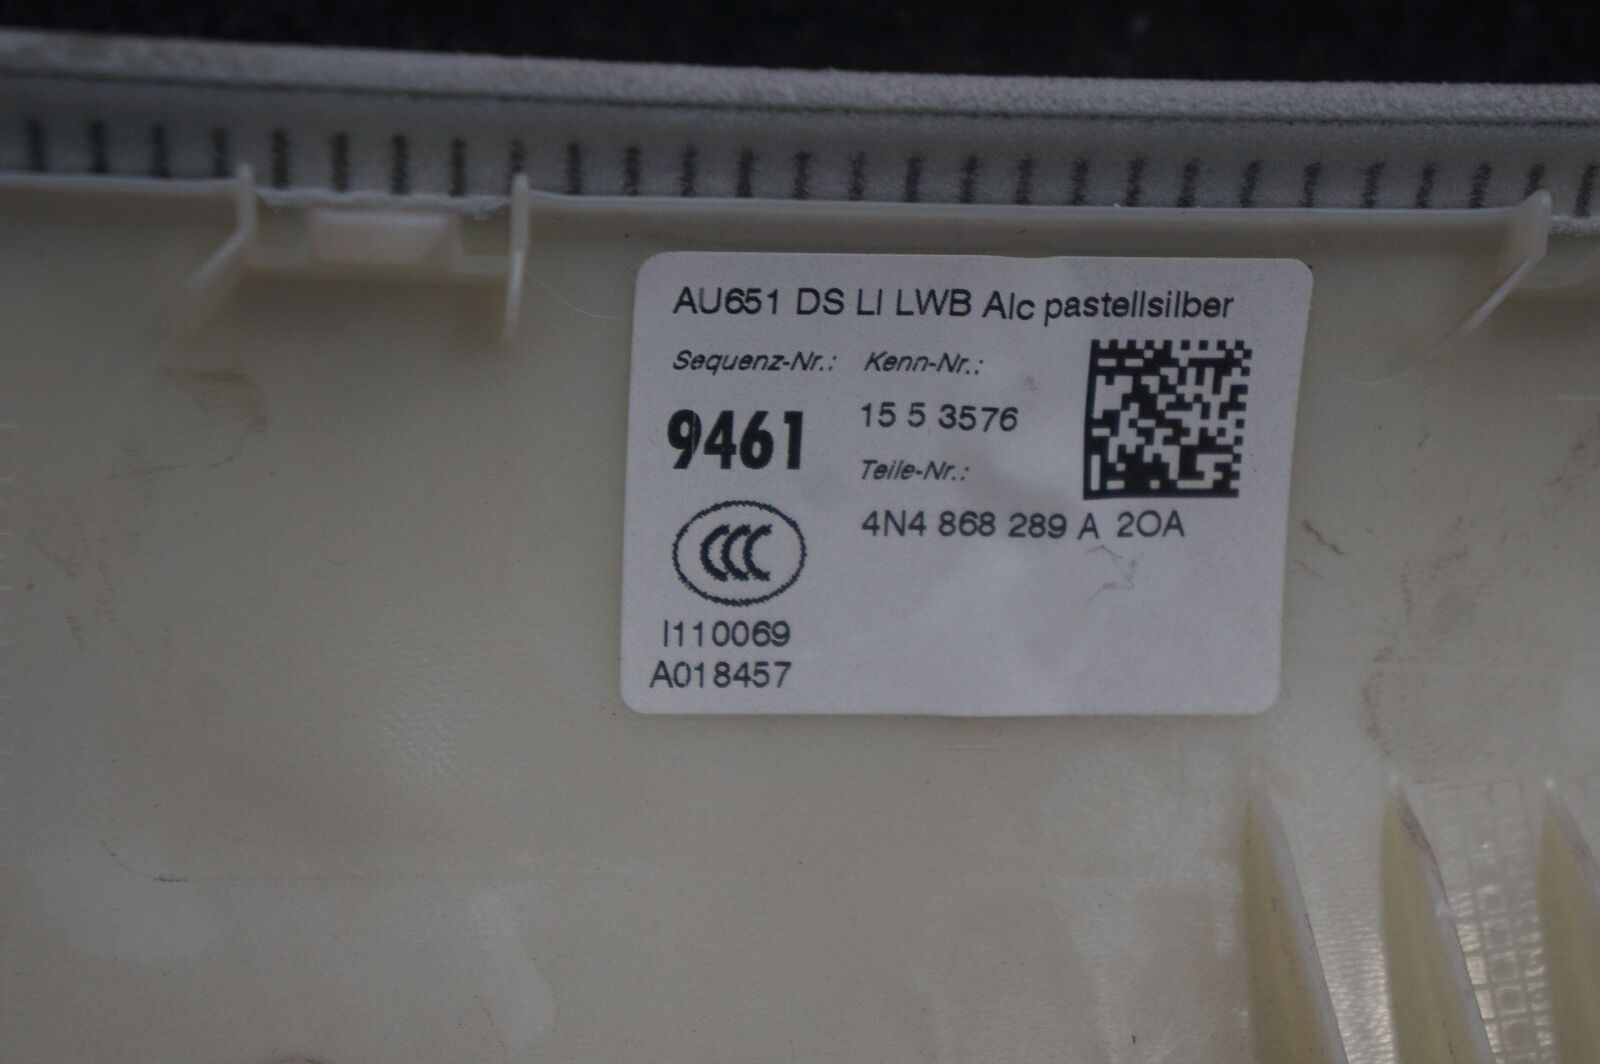 AU651 DS LI LWB Alc pastellsilber
Sequenz-Nr.: Kenn-Nr.:
9461 15 5 3576
Teile-Nr.:
4N4 868 289 A 2OA
CCC
I110069
A018457